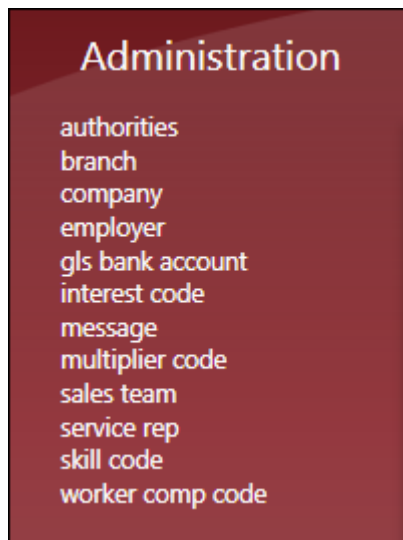 Administration
authorities
branch
company
employer
gls bank account
interest code
message
multiplier code
sales team
service rep
skill code
worker comp code